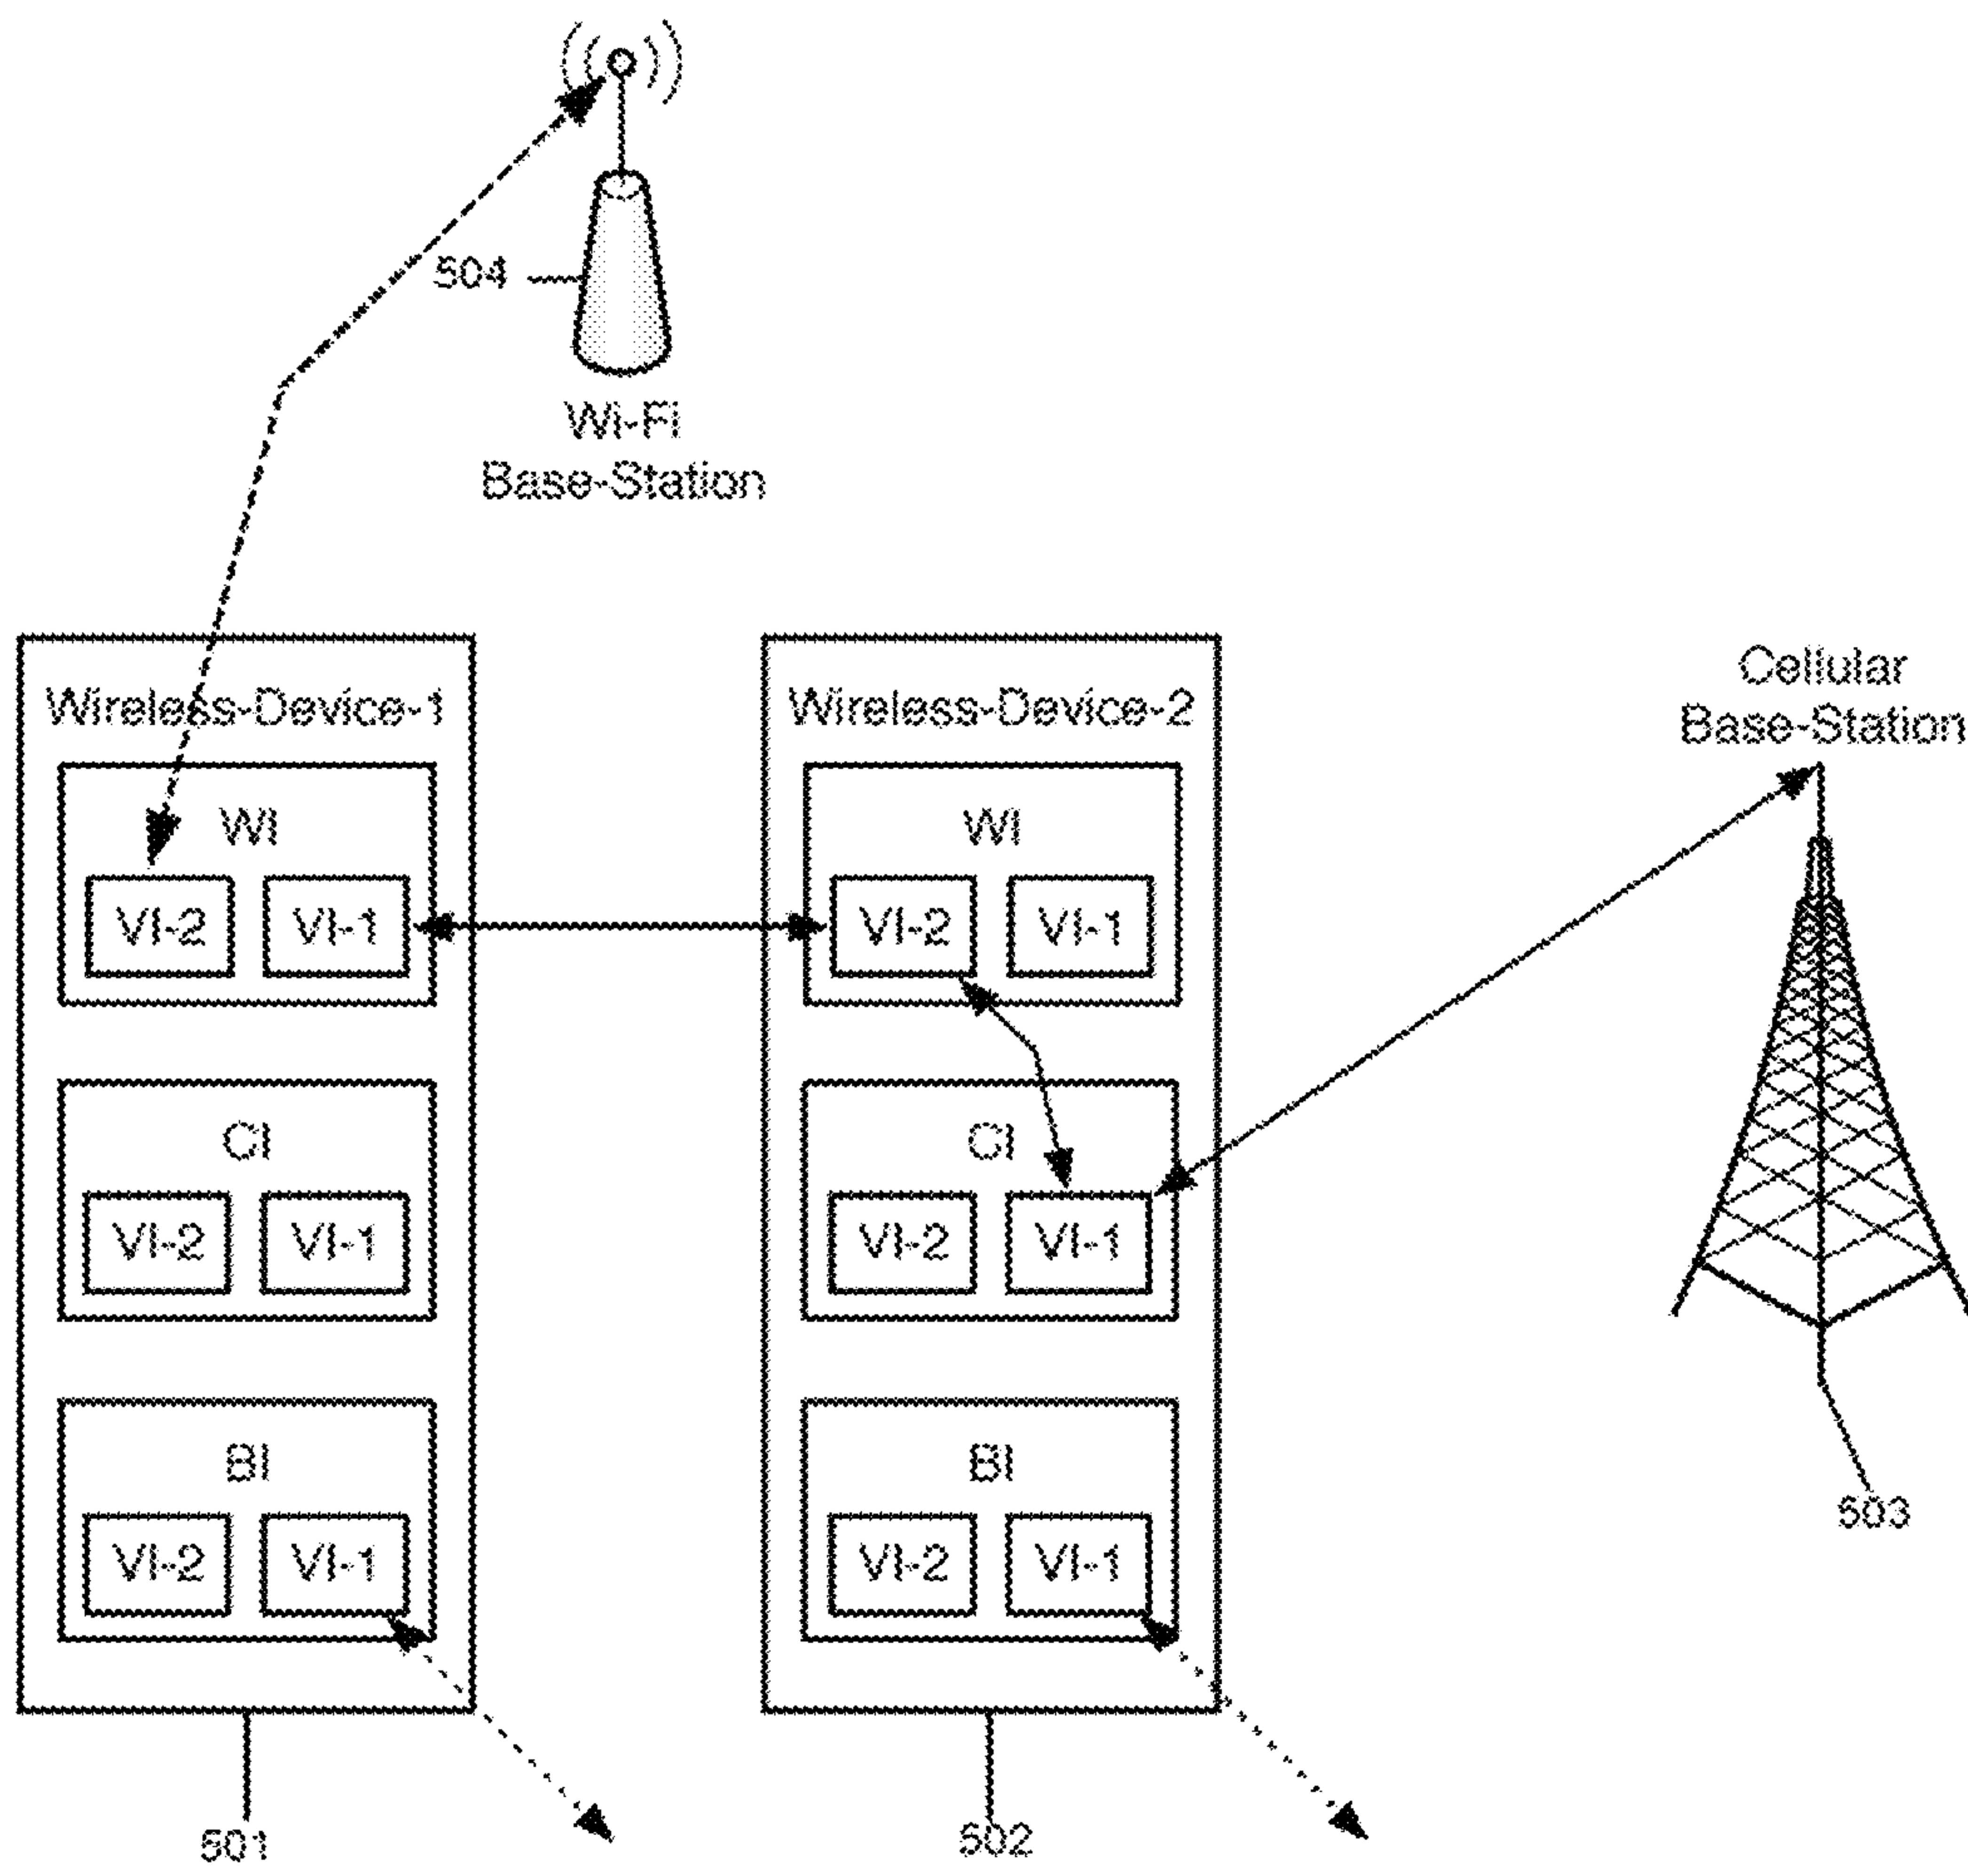 504
Wi-Fi
Base-Station
Wireless-Device-1
WI
VI-2 VI-1
CI
VI-2 VI-1
BI
VI-2 VI-1
501
Wireless-Device-2
WI
VI-2 VI-1
CI
VI-2 VI-1
BI
VI-2 VI-1
502
Cellular
Base-Station
503